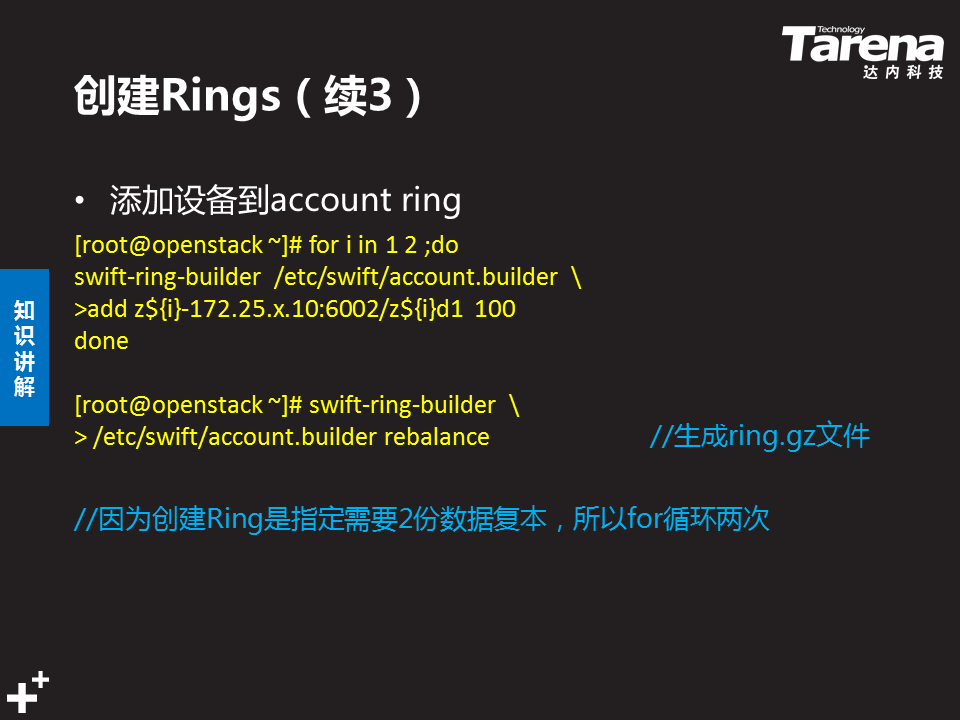 Technology
Tarena
达内科技
创建Rings（续3）
• 添加设备到account ring
[root@openstack ~]# for i in 1 2 ;do
swift-ring-builder /etc/swift/account.builder \
>add z${i}-172.25.x.10:6002/z${i}d1 100
done
知识讲解
[root@openstack ~]# swift-ring-builder \
> /etc/swift/account.builder rebalance //生成ring.gz文件
//因为创建Ring是指定需要2份数据复本，所以for循环两次